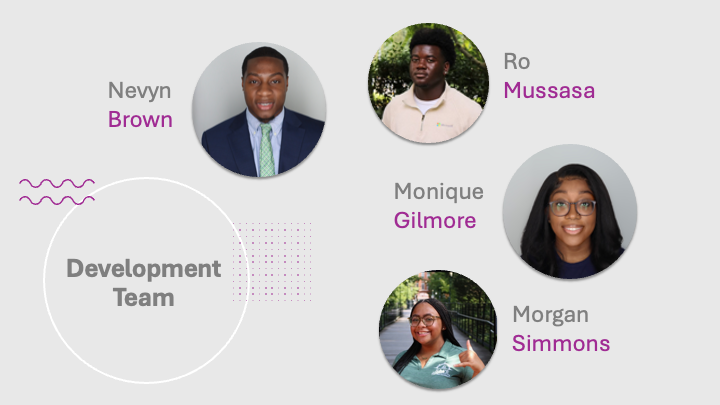 Nevyn
Brown
Ro
Mussasa
Monique
Gilmore
Development
Team
Morgan
Simmons